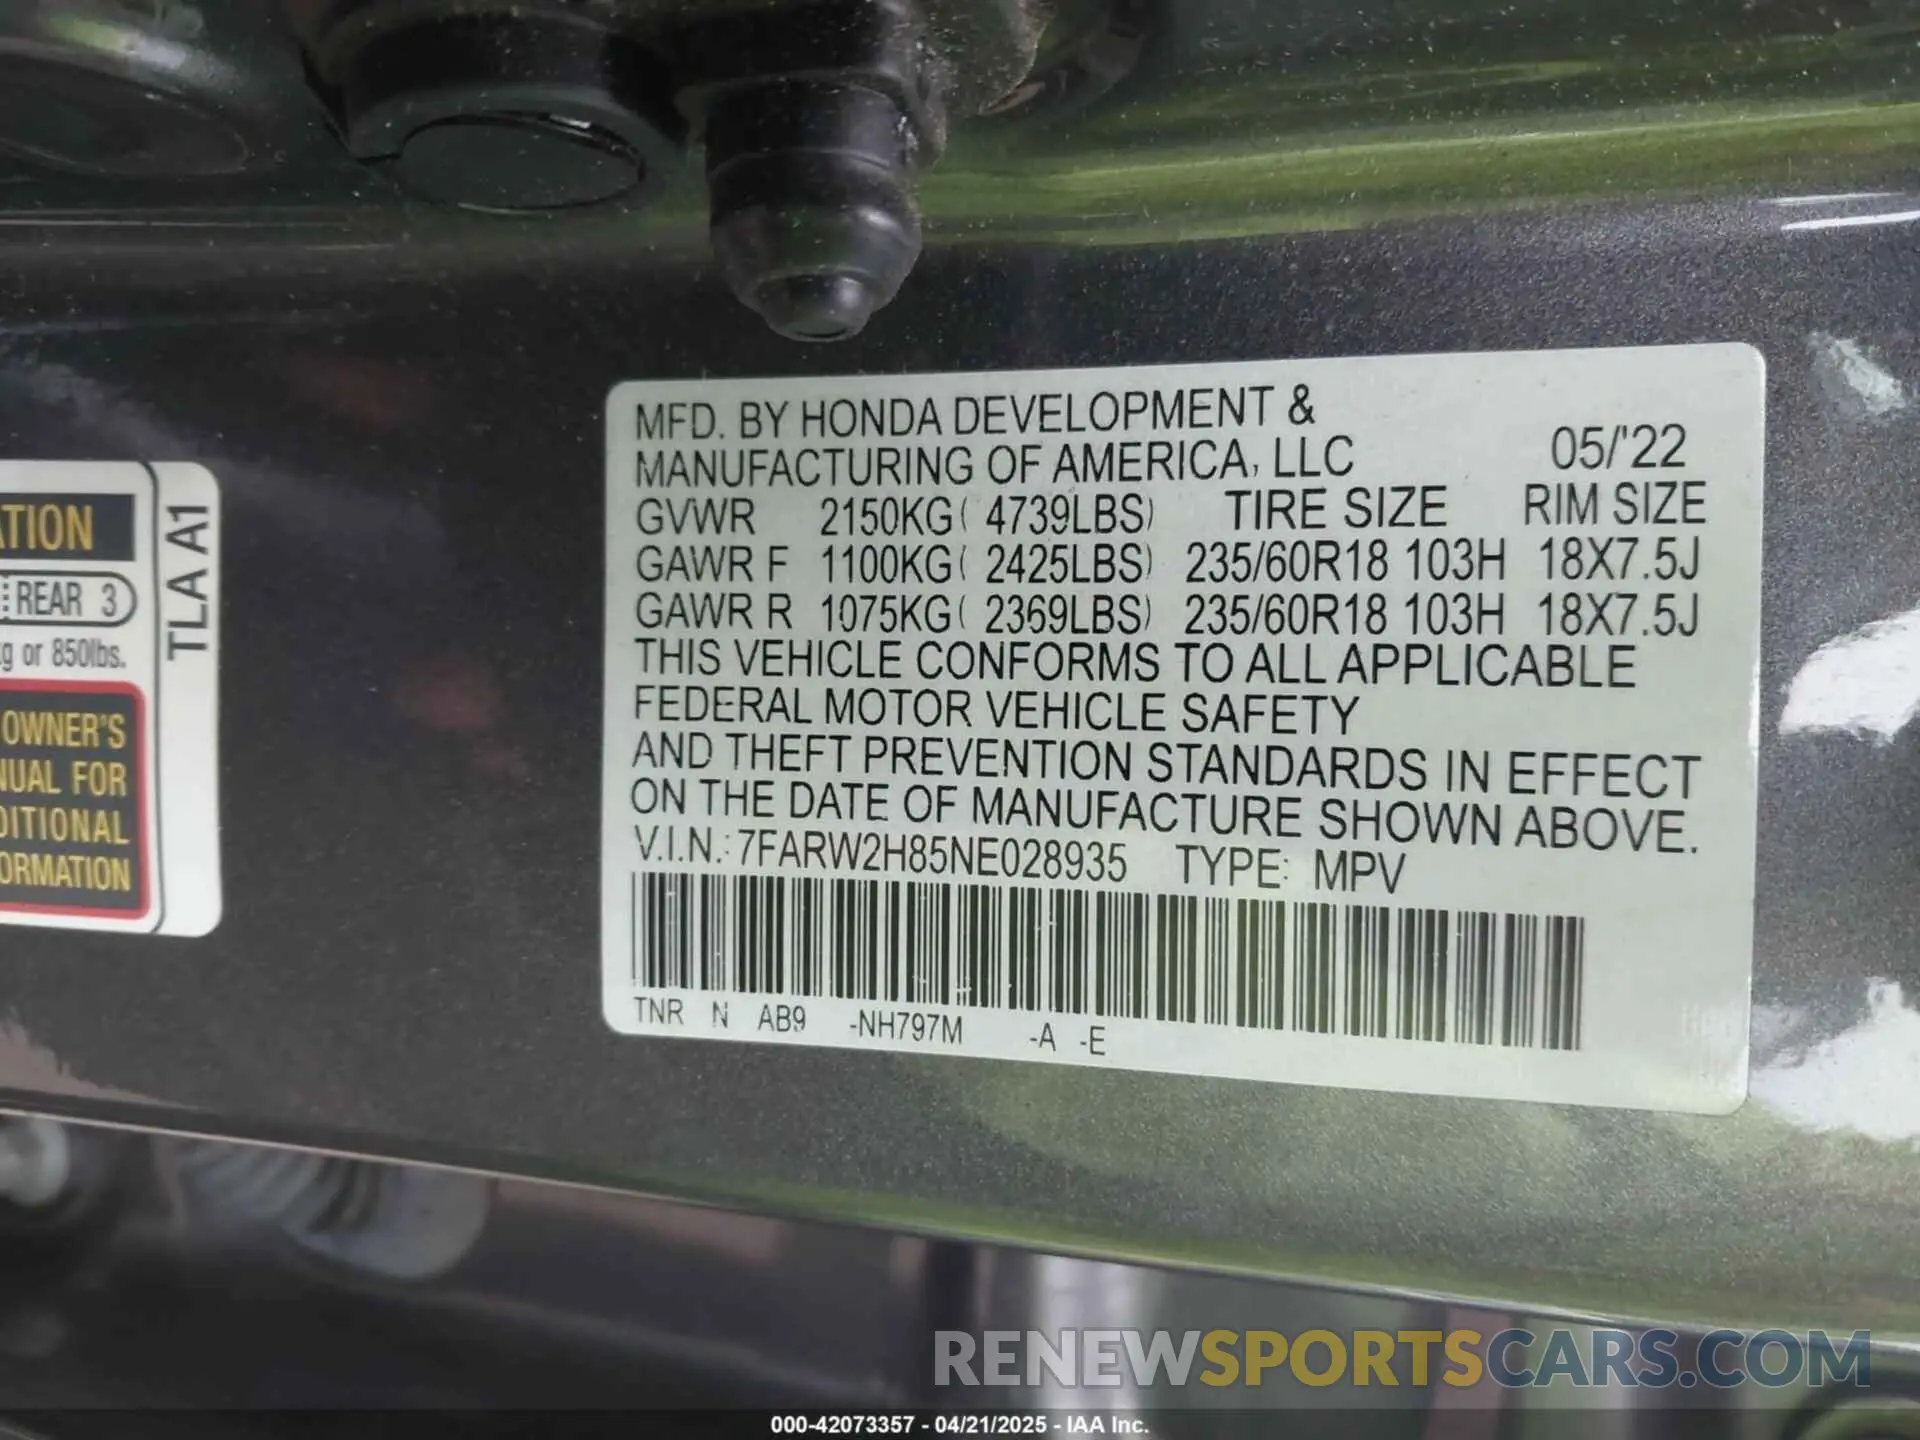 MFD. BY HONDA DEVELOPMENT &
MANUFACTURING OF AMERICA, LLC 05/'22
GVWR 2150KG( 4739LBS) TIRE SIZE RIM SIZE
GAWR F 1100KG( 2425LBS) 235/60R18 103H 18X7.5J
GAWR R 1075KG( 2369LBS) 235/60R18 103H 18X7.5J
THIS VEHICLE CONFORMS TO ALL APPLICABLE
FEDERAL MOTOR VEHICLE SAFETY
AND THEFT PREVENTION STANDARDS IN EFFECT
ON THE DATE OF MANUFACTURE SHOWN ABOVE.
V.I.N.: 7FARW2H85NE028935 TYPE: MPV
TNR N AB9 -NH797M -A -E
ATION
REAR 3
kg or 850lbs.
OWNER'S
NUAL FOR
DITIONAL
ORMATION
TLA A1
RENEWSPORTSCARS.COM
000-42073357 - 04/21/2025 - IAA Inc.